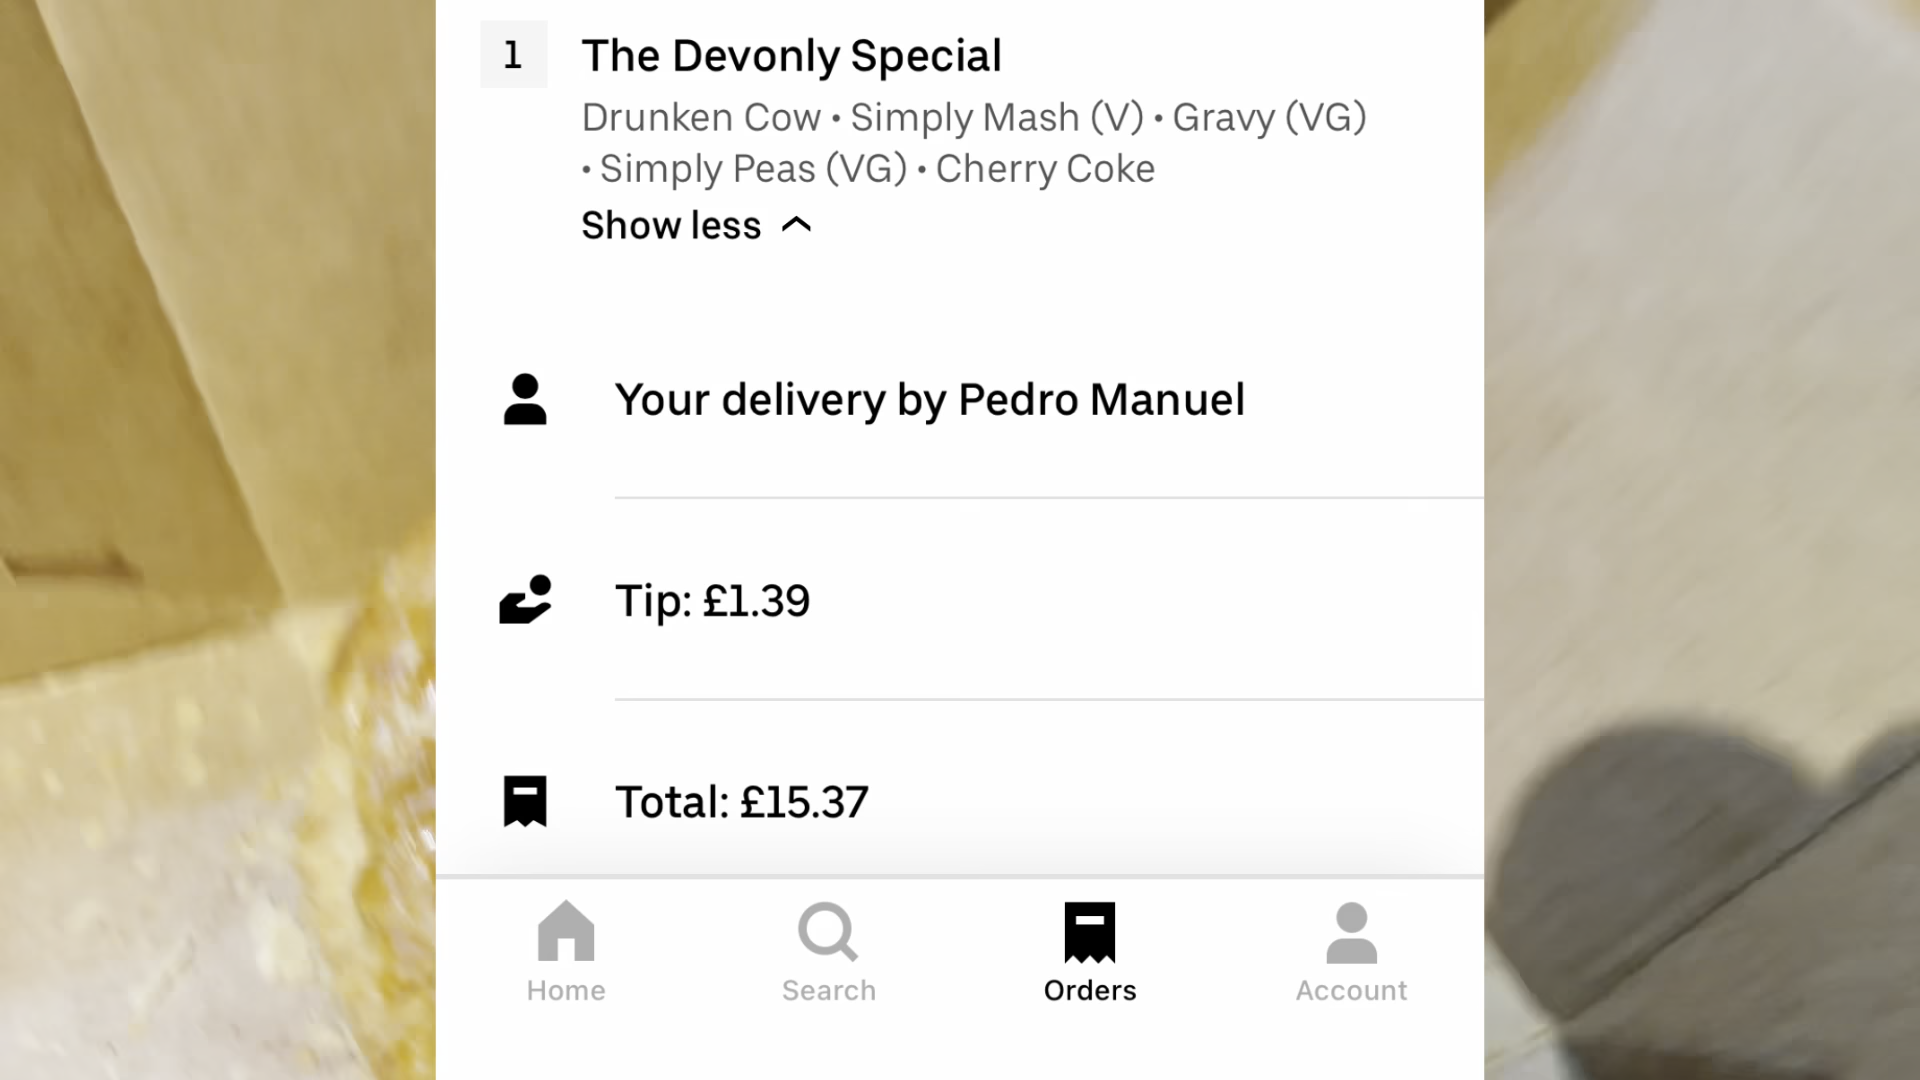 1
The Devonly Special
Drunken Cow • Simply Mash (V) • Gravy (VG)
• Simply Peas (VG) • Cherry Coke
Show less
Your delivery by Pedro Manuel
Tip: £1.39
Total: £15.37
Home
Search
Orders
Account